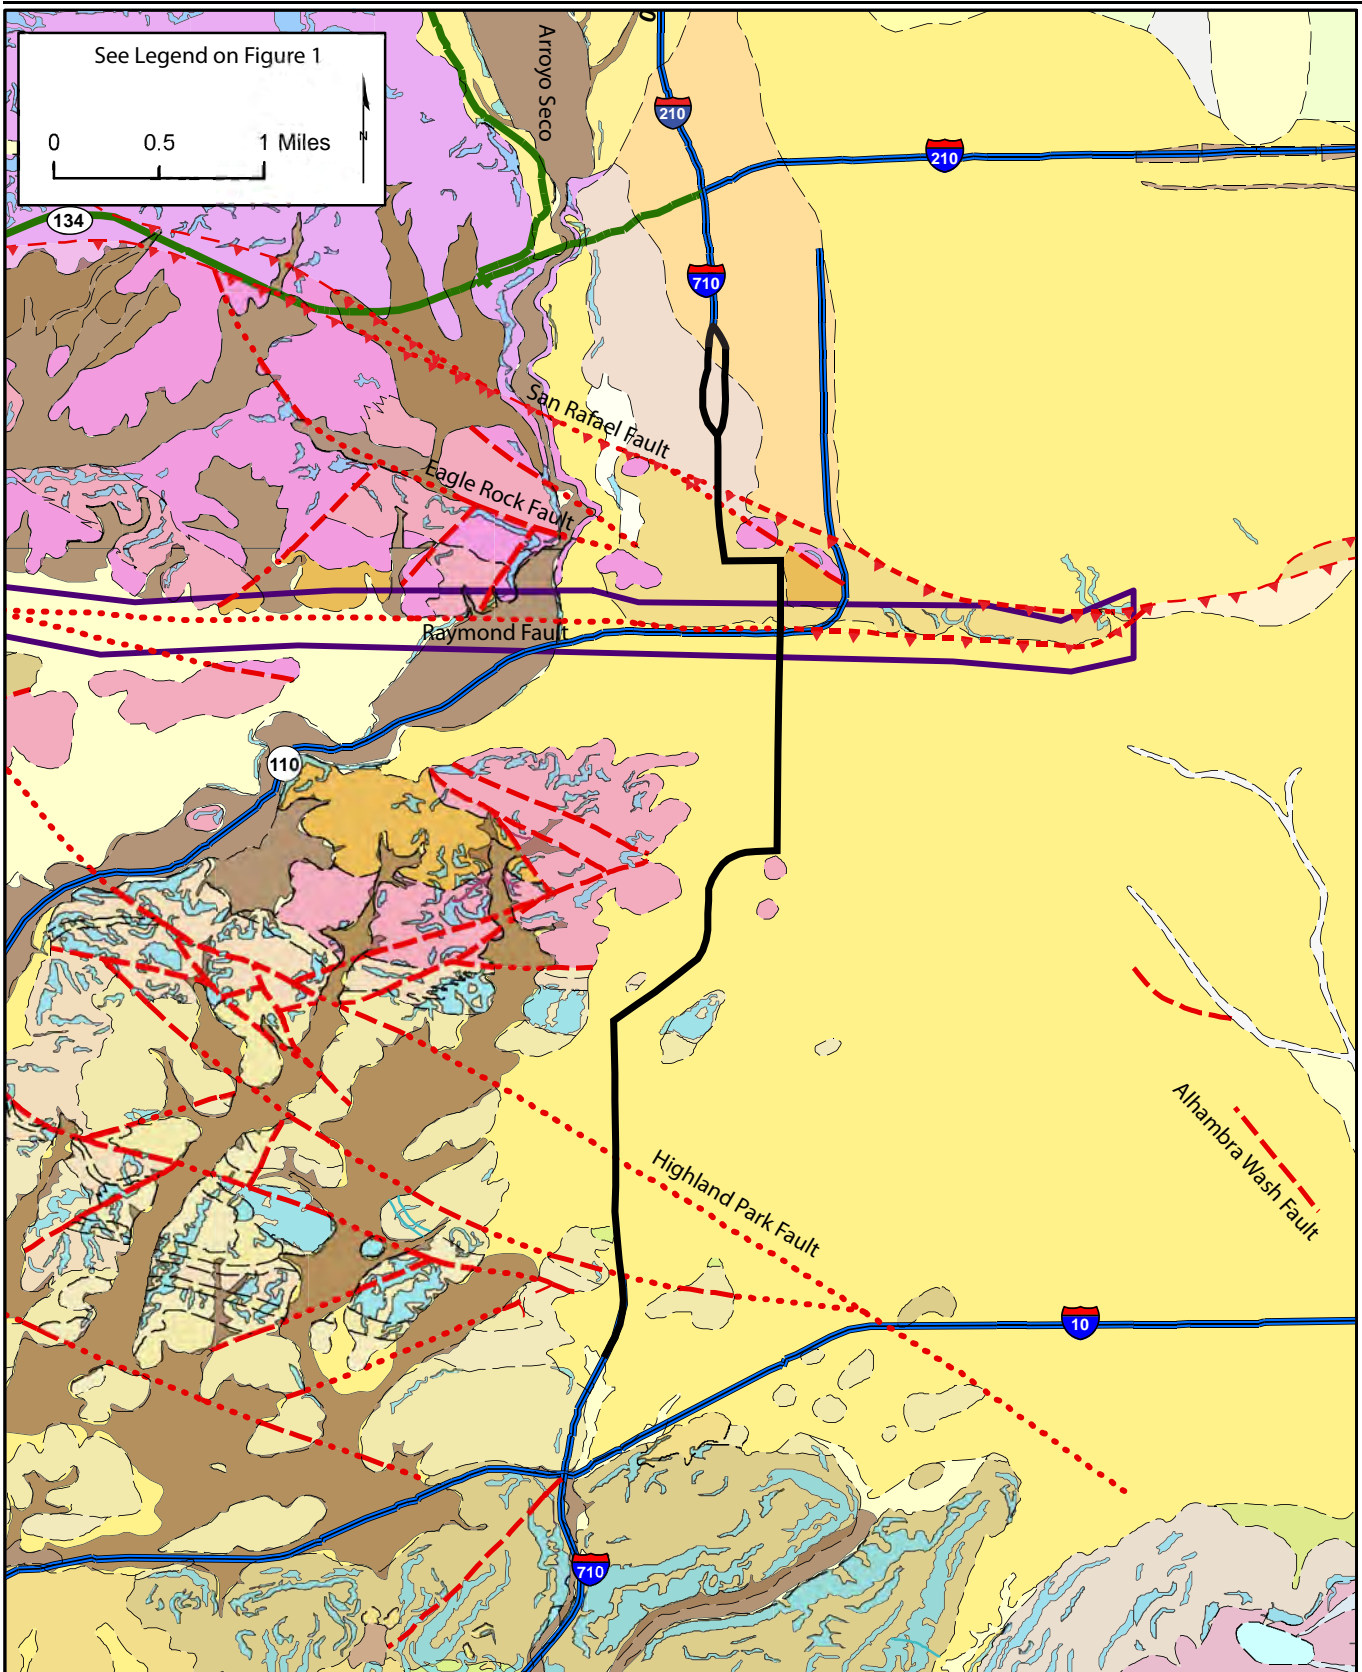 See Legend on Figure 1
0 0.5 1 Miles
N
Arroyo Seco
0
210
210
134
710
San Rafael Fault
Eagle Rock Fault
Raymond Fault
110
Highland Park Fault
Alhambra Wash Fault
10
710